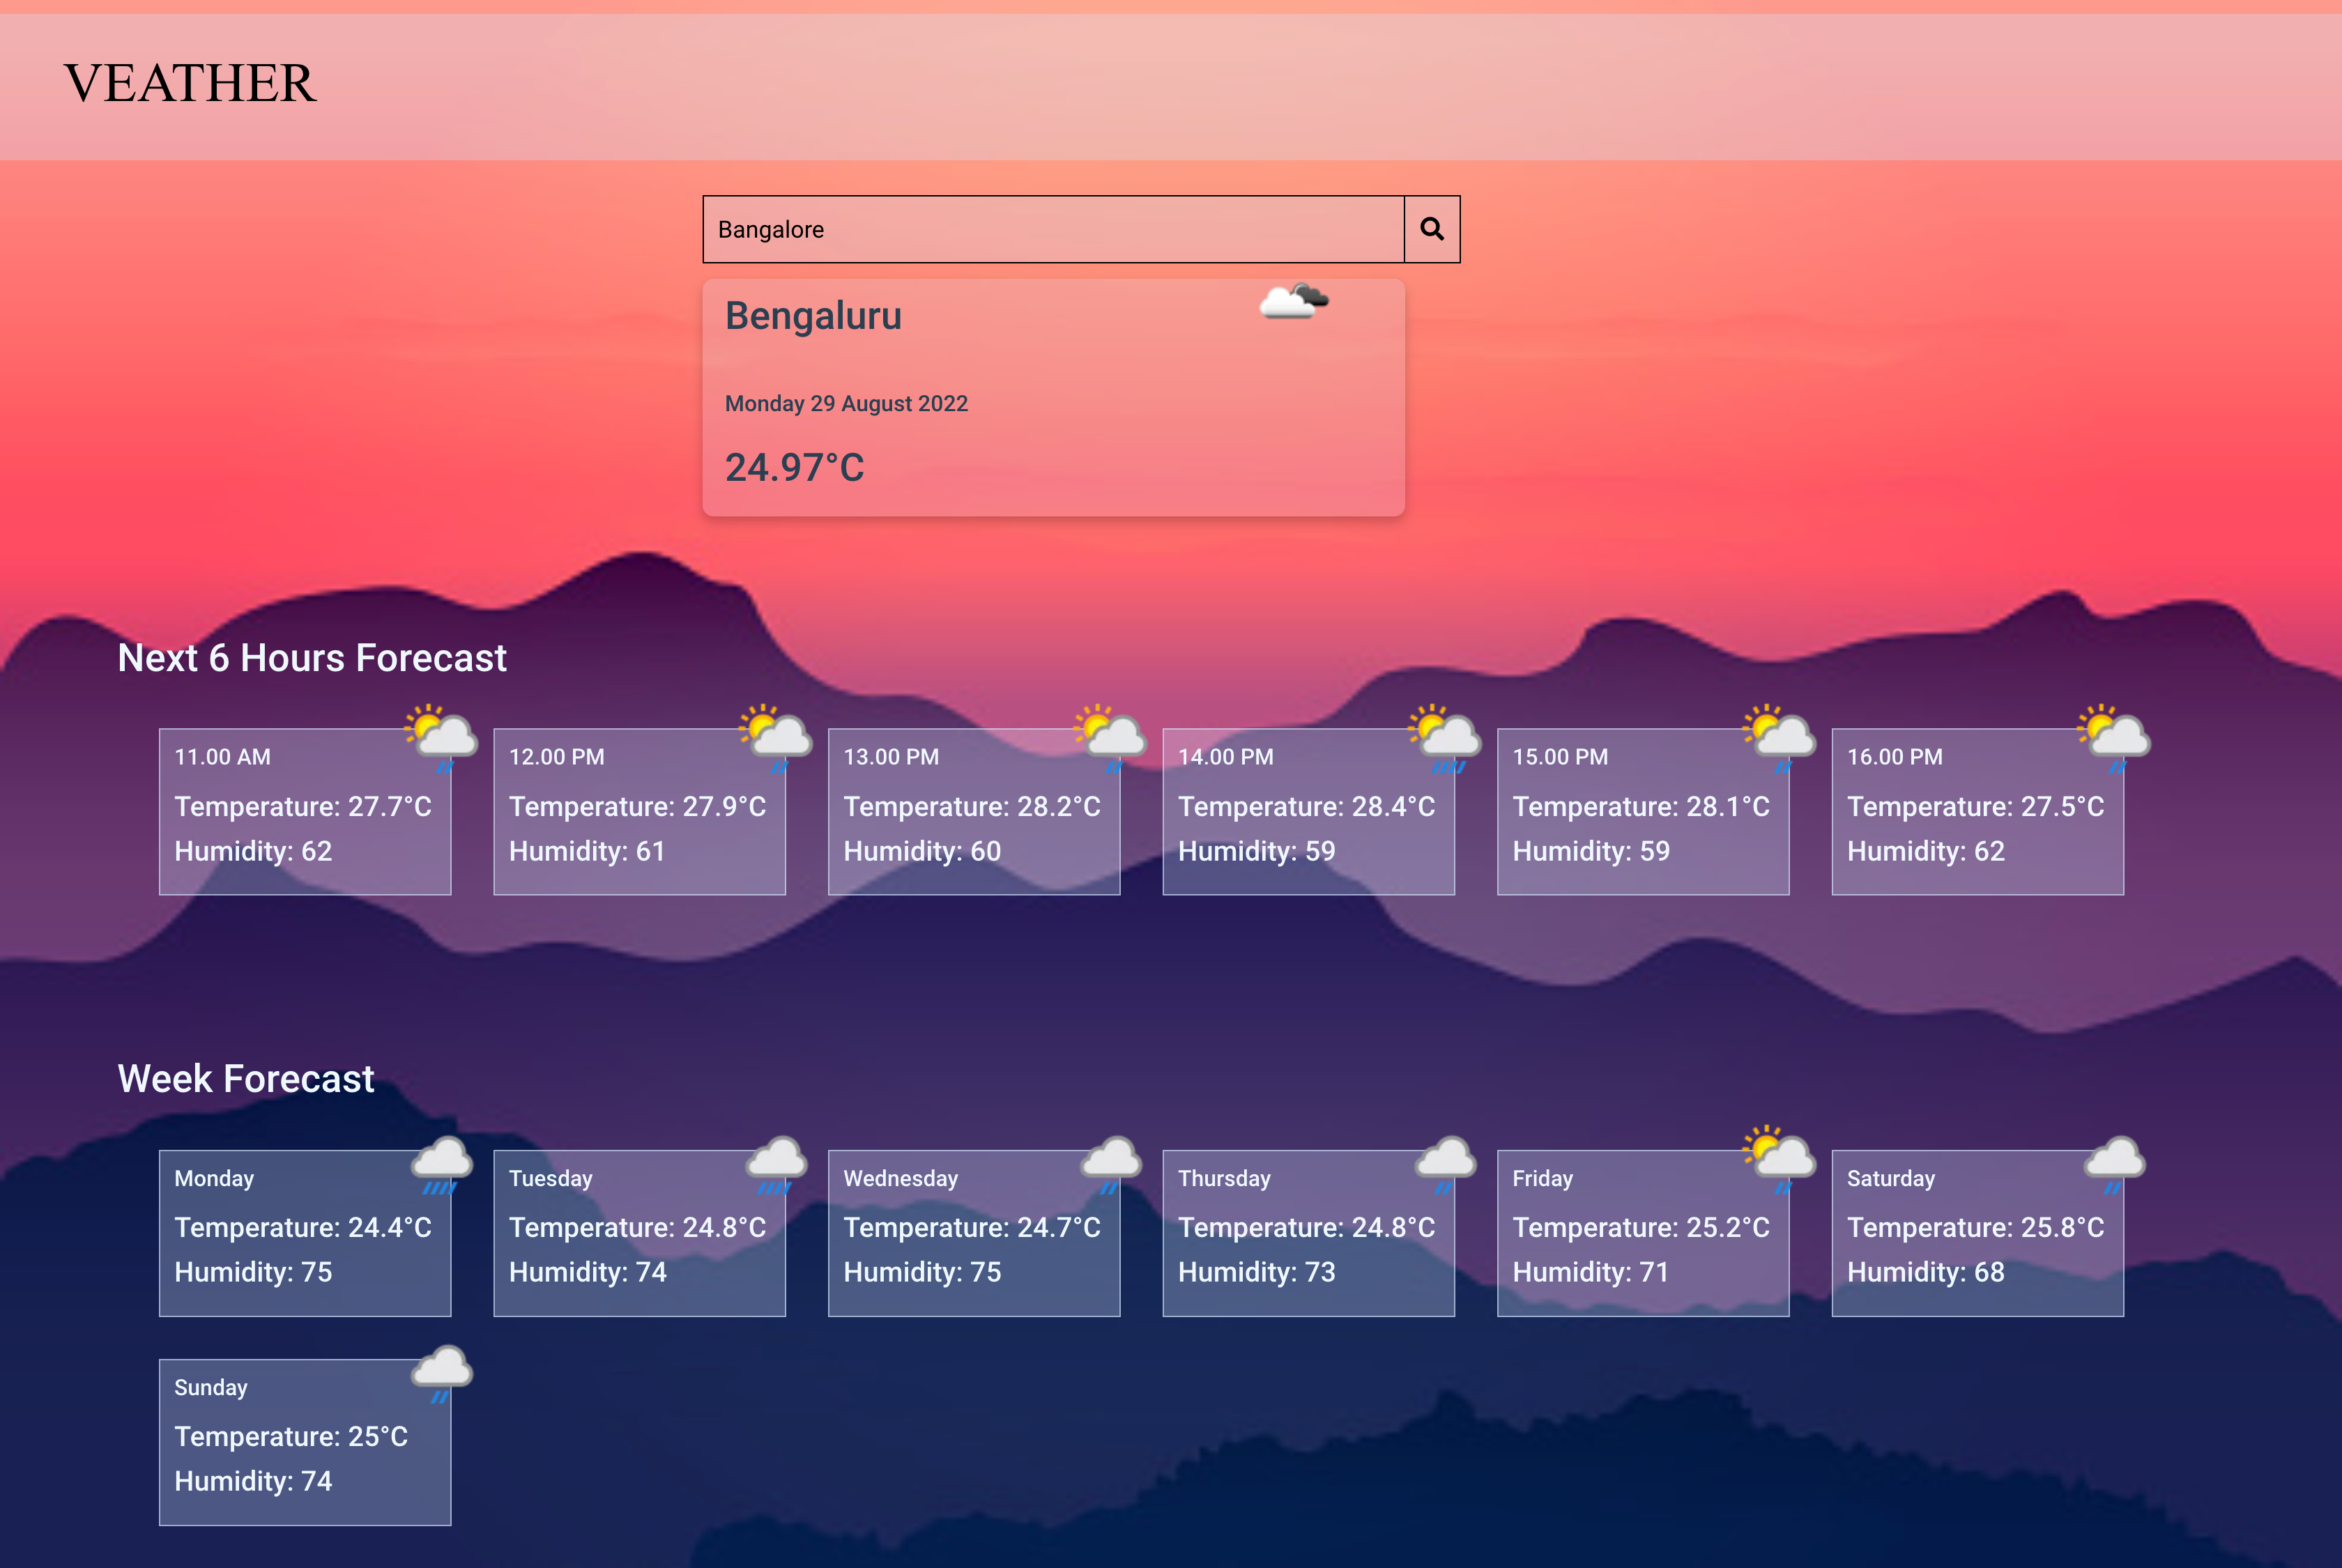 VEATHER
Bangalore
Bengaluru
Monday 29 August 2022
24.97°C
Next 6 Hours Forecast
11.00 AM
Temperature: 27.7°C
Humidity: 62
12.00 PM
Temperature: 27.9°C
Humidity: 61
13.00 PM
Temperature: 28.2°C
Humidity: 60
14.00 PM
Temperature: 28.4°C
Humidity: 59
15.00 PM
Temperature: 28.1°C
Humidity: 59
16.00 PM
Temperature: 27.5°C
Humidity: 62
Week Forecast
Monday
Temperature: 24.4°C
Humidity: 75
Tuesday
Temperature: 24.8°C
Humidity: 74
Wednesday
Temperature: 24.7°C
Humidity: 75
Thursday
Temperature: 24.8°C
Humidity: 73
Friday
Temperature: 25.2°C
Humidity: 71
Saturday
Temperature: 25.8°C
Humidity: 68
Sunday
Temperature: 25°C
Humidity: 74